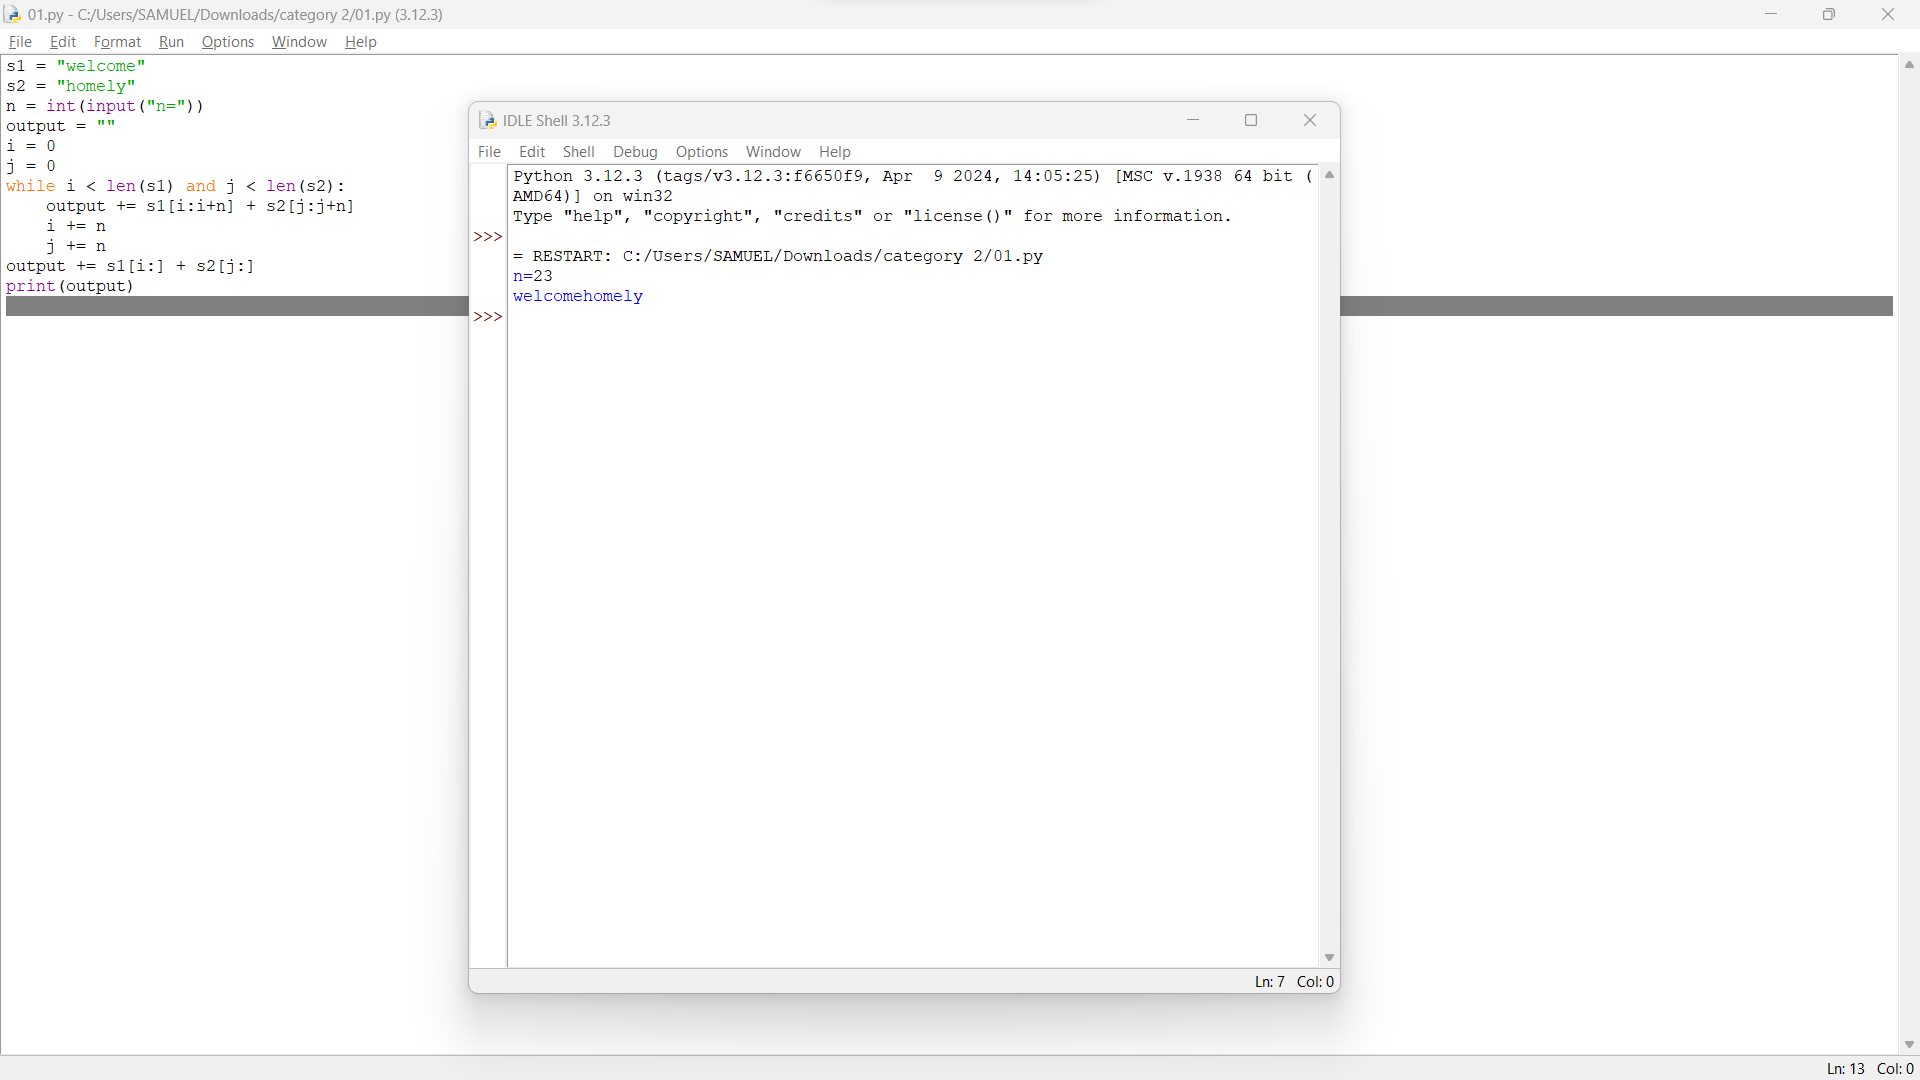 01.py - C:/Users/SAMUEL/Downloads/category 2/01.py (3.12.3)
File Edit Format Run Options Window Help
s1 = "welcome"
s2 = "homely"
n = int(input("n="))
output = ""
i = 0
j = 0
while i < len(s1) and j < len(s2):
    output += s1[i:i+n] + s2[j:j+n]
    i += n
    j += n
output += s1[i:] + s2[j:]
print(output)
IDLE Shell 3.12.3
File Edit Shell Debug Options Window Help
Python 3.12.3 (tags/v3.12.3:f6650f9, Apr  9 2024, 14:05:25) [MSC v.1938 64 bit (
AMD64)] on win32
Type "help", "copyright", "credits" or "license()" for more information.
>>>
= RESTART: C:/Users/SAMUEL/Downloads/category 2/01.py
n=23
welcomehomely
>>>
Ln: 7 Col: 0
Ln: 13 Col: 0